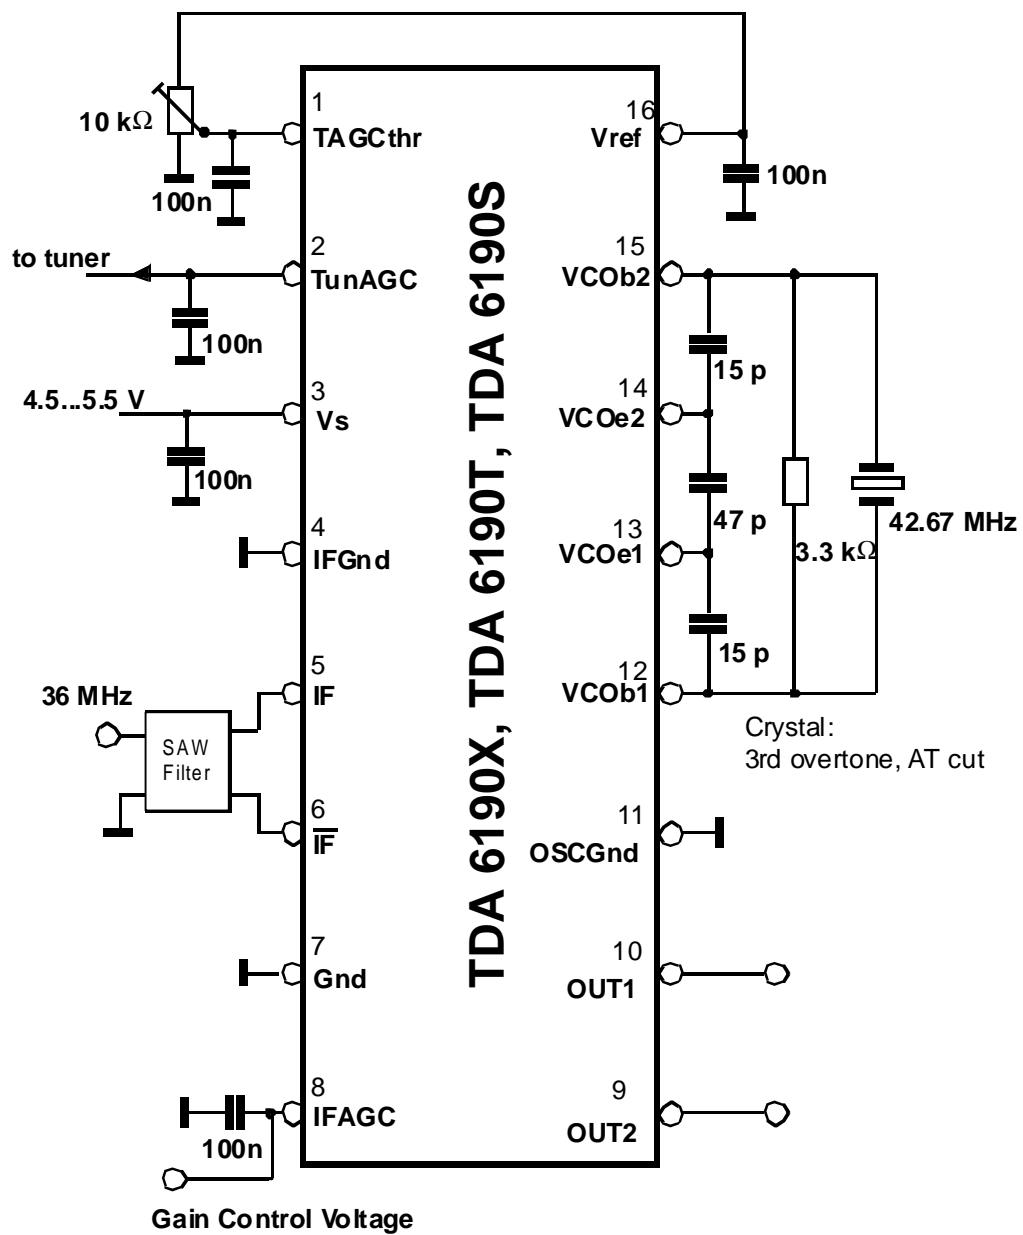 1
16
10 kΩ
TAGCthr
Vref
100n
100n
2
15
to tuner
TunAGC
VCOb2
100n
15 p
3
14
4.5...5.5 V
Vs
VCOe2
100n
47 p
42.67 MHz
4
13
IFGnd
VCOe1
3.3 kΩ
15 p
5
12
36 MHz
IF
VCOb1
SAW
Filter
Crystal:
3rd overtone, AT cut
6
11
IF
OSCGnd
7
10
Gnd
OUT1
8
9
IFAGC
OUT2
100n
Gain Control Voltage
TDA 6190X, TDA 6190T, TDA 6190S